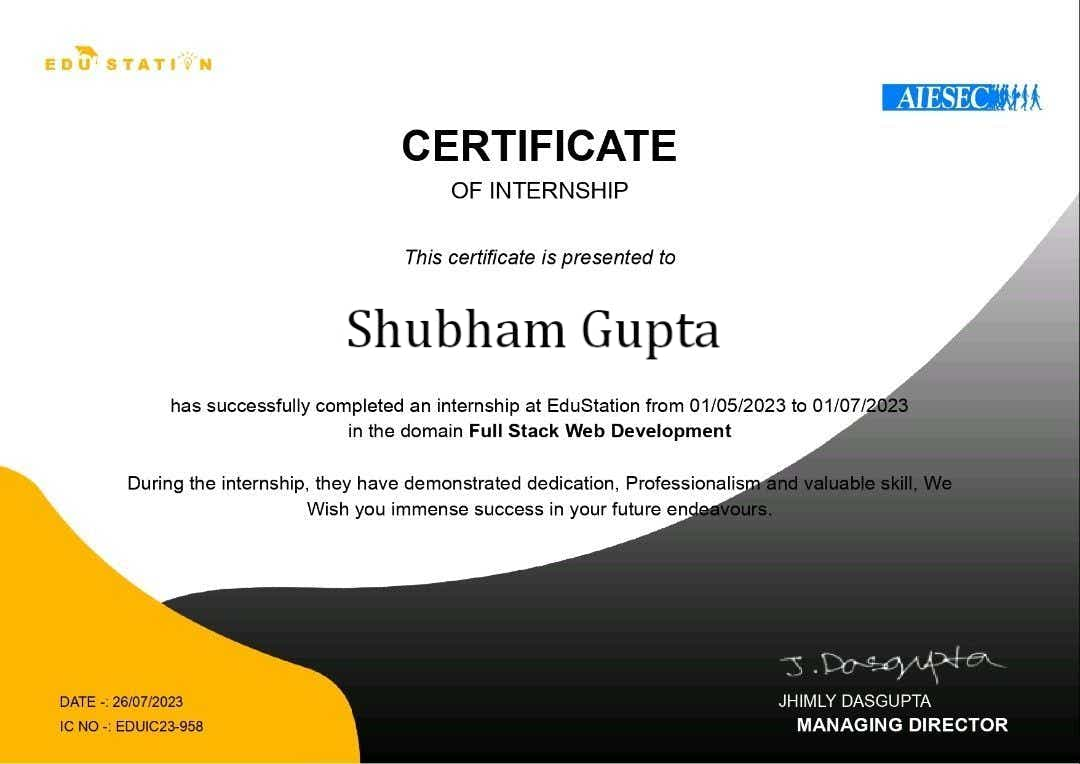 EDUSTATION
AIESEC
CERTIFICATE
OF INTERNSHIP
This certificate is presented to
Shubham Gupta
has successfully completed an internship at EduStation from 01/05/2023 to 01/07/2023
in the domain Full Stack Web Development
During the internship, they have demonstrated dedication, Professionalism and valuable skill, We
Wish you immense success in your future endeavours.
J. Dasgupta
DATE -: 26/07/2023
JHIMLY DASGUPTA
IC NO -: EDUIC23-958
MANAGING DIRECTOR